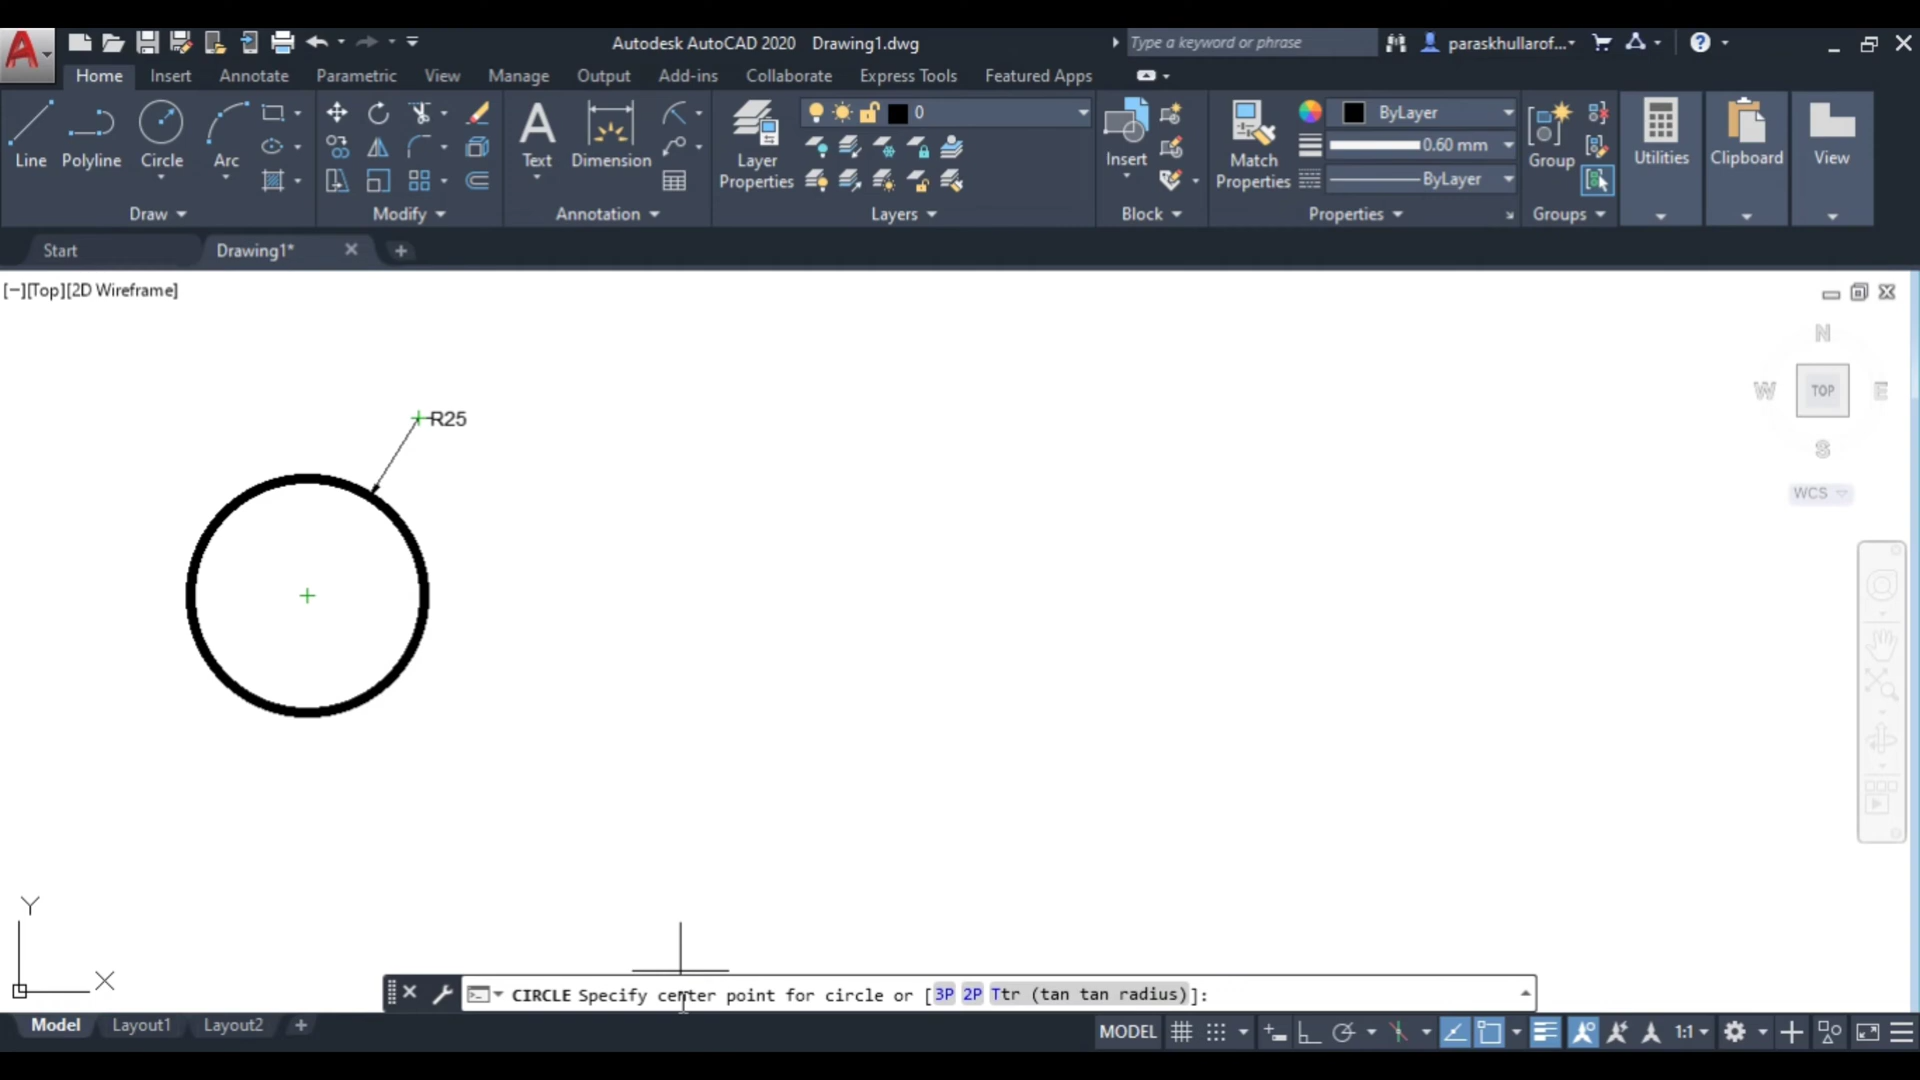 Autodesk AutoCAD 2020 Drawing1.dwg
Type a keyword or phrase
paraskhullarof...
Home Insert Annotate Parametric View Manage Output Add-ins Collaborate Express Tools Featured Apps
0
ByLayer
0.60 mm
ByLayer
Line Polyline Circle Arc
Text Dimension
Layer Properties
Insert
Match Properties
Group
Utilities
Clipboard
View
Draw Modify Annotation Layers Block Properties Groups
Start Drawing1*
[−][Top][2D Wireframe]
N
W TOP E
S
WCS
R25
Y
X
CIRCLE Specify center point for circle or [3P 2P Ttr (tan tan radius)]:
Model Layout1 Layout2
MODEL
1:1